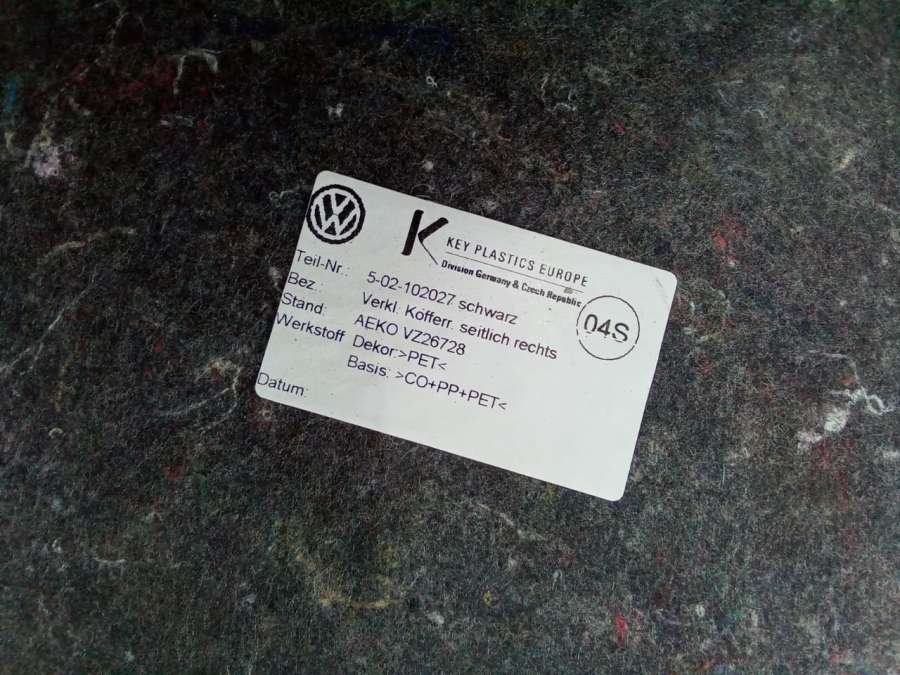 VW
K KEY PLASTICS EUROPE
Division Germany & Czech Republic
Teil-Nr.: 5-02-102027 schwarz
Bez.: Verkl. Kofferr. seitlich rechts
Stand: AEKO VZ26728
Werkstoff Dekor:>PET<
Basis: >CO+PP+PET<
Datum:
04S